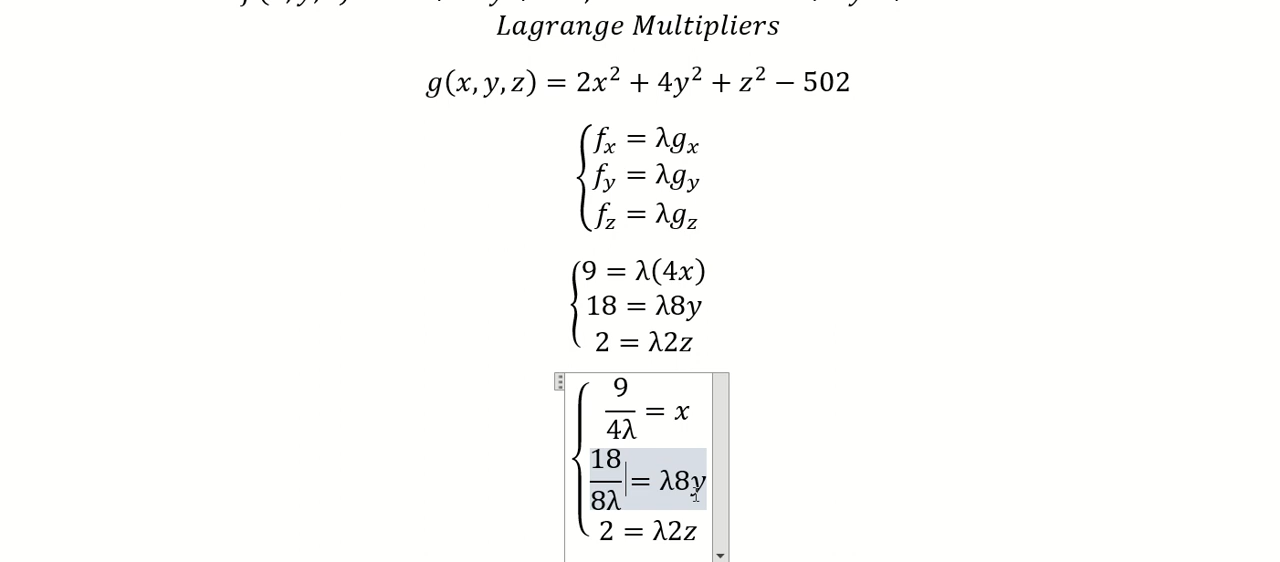 Lagrange Multipliers
g(x, y, z) = 2x² + 4y² + z² − 502
f_x = λg_x
f_y = λg_y
f_z = λg_z
9 = λ(4x)
18 = λ8y
2 = λ2z
9/4λ = x
18/8λ = λ8y
2 = λ2z